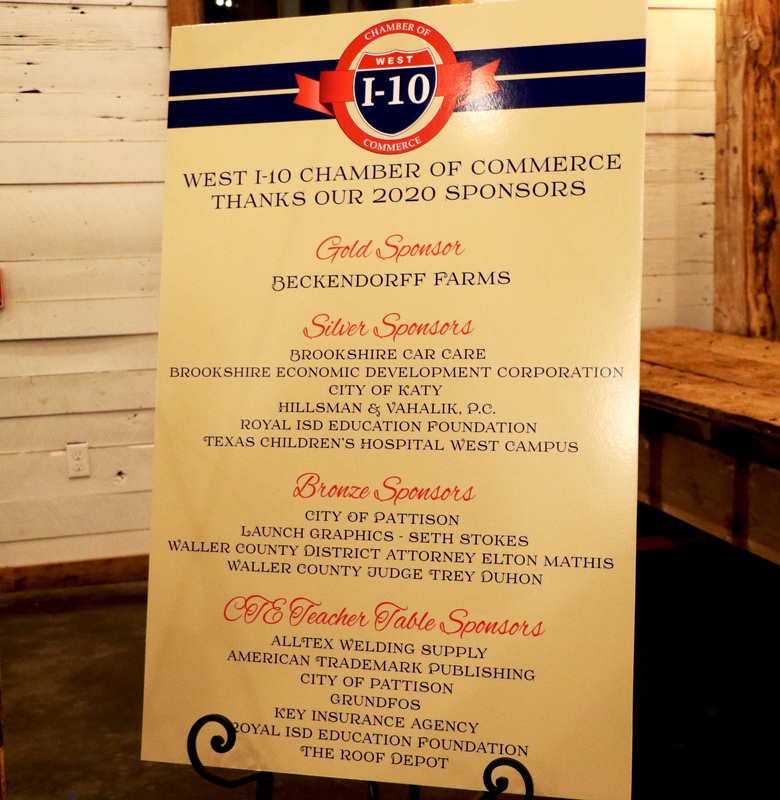 CHAMBER OF
WEST
I-10
COMMERCE
WEST I-10 CHAMBER OF COMMERCE
THANKS OUR 2020 SPONSORS
Gold Sponsor
BECKENDORFF FARMS
Silver Sponsors
BROOKSHIRE CAR CARE
BROOKSHIRE ECONOMIC DEVELOPMENT CORPORATION
CITY OF KATY
HILLSMAN & VAHALIK, P.C.
ROYAL ISD EDUCATION FOUNDATION
TEXAS CHILDREN'S HOSPITAL WEST CAMPUS
Bronze Sponsors
CITY OF PATTISON
LAUNCH GRAPHICS - SETH STOKES
WALLER COUNTY DISTRICT ATTORNEY ELTON MATHIS
WALLER COUNTY JUDGE TREY DUHON
CTE Teacher Table Sponsors
ALLTEX WELDING SUPPLY
AMERICAN TRADEMARK PUBLISHING
CITY OF PATTISON
GRUNDFOS
KEY INSURANCE AGENCY
ROYAL ISD EDUCATION FOUNDATION
THE ROOF DEPOT